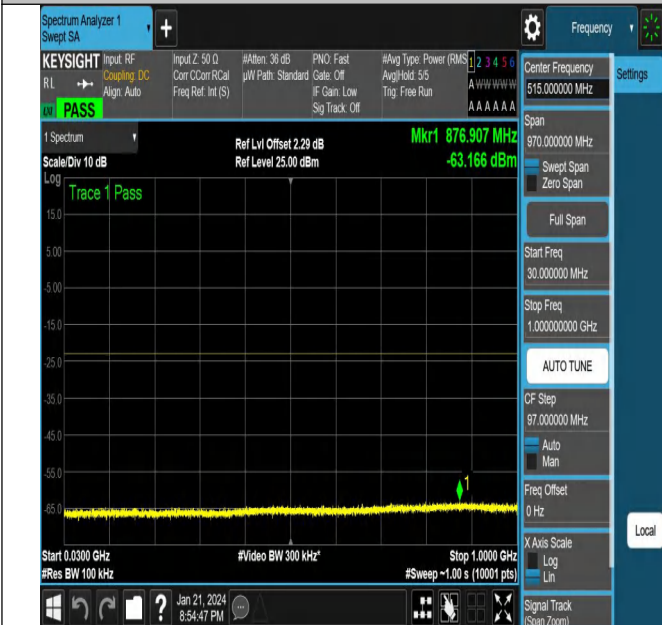 Spectrum Analyzer 1
Swept SA
+
Frequency
KEYSIGHT
RL
PASS
Input: RF
Coupling: DC
Align: Auto
Input Z: 50 Ω
Corr CCorr RCal
Freq Ref: Int (S)
#Atten: 36 dB
µW Path: Standard
PNO: Fast
Gate: Off
IF Gain: Low
Sig Track: Off
#Avg Type: Power (RMS
Avg|Hold: 5/5
Trig: Free Run
1 2 3 4 5 6
A W W W W W
A A A A A A
Center Frequency
515.000000 MHz
Settings
Span
970.000000 MHz
Swept Span
Zero Span
Full Span
Start Freq
30.000000 MHz
Stop Freq
1.000000000 GHz
AUTO TUNE
CF Step
97.000000 MHz
Auto
Man
Freq Offset
0 Hz
X Axis Scale
Log
Lin
Signal Track
(Span Zoom)
Local
1 Spectrum
Scale/Div 10 dB
Ref Lvl Offset 2.29 dB
Ref Level 25.00 dBm
Mkr1 876.907 MHz
-63.166 dBm
Log
Trace 1 Pass
15.0
5.00
-5.00
-15.0
-25.0
-35.0
-45.0
-55.0
-65.0
1
Start 0.0300 GHz
#Res BW 100 kHz
#Video BW 300 kHz*
Stop 1.0000 GHz
#Sweep ~1.00 s (10001 pts)
?
Jan 21, 2024
8:54:47 PM